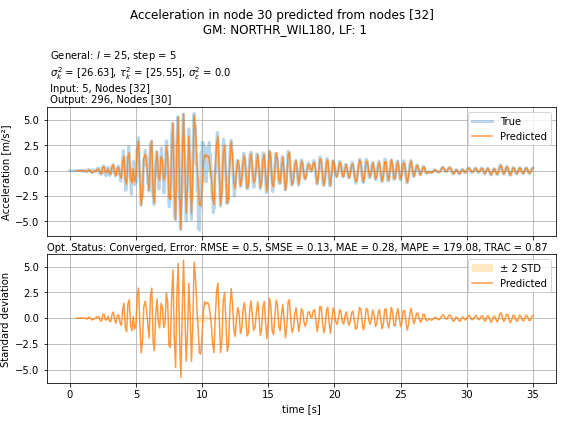 Acceleration in node 30 predicted from nodes [32]
GM: NORTHR_WIL180, LF: 1
General: l = 25, step = 5
σ²ₖ = [26.63], τ²ₖ = [25.55], σ²ₑ = 0.0
Input: 5, Nodes [32]
Output: 296, Nodes [30]
Acceleration [m/s²]
5.0
2.5
0.0
−2.5
−5.0
True
Predicted
Opt. Status: Converged, Error: RMSE = 0.5, SMSE = 0.13, MAE = 0.28, MAPE = 179.08, TRAC = 0.87
Standard deviation
5.0
2.5
0.0
−2.5
−5.0
± 2 STD
Predicted
0 5 10 15 20 25 30 35
time [s]